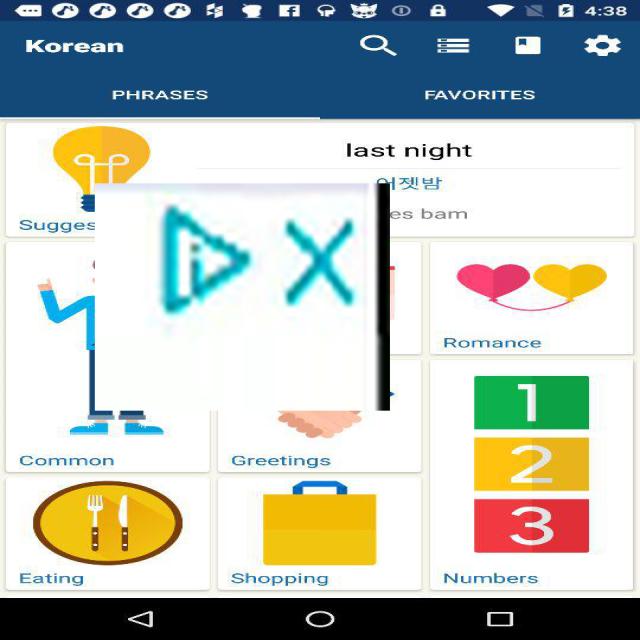 4:38
Korean
PHRASES
FAVORITES
last night
어젯밤
es bam
Romance
Common
Greetings
1
2
3
Eating
Shopping
Numbers